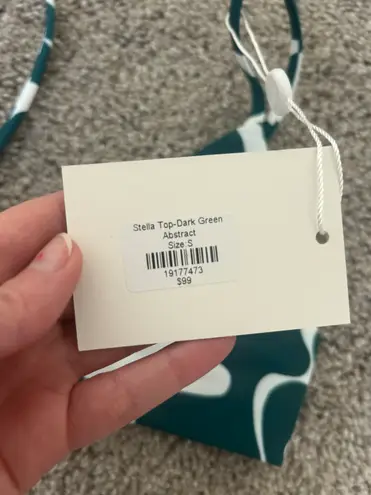 Stella Top-Dark Green
Abstract
Size:S
19177473
$99